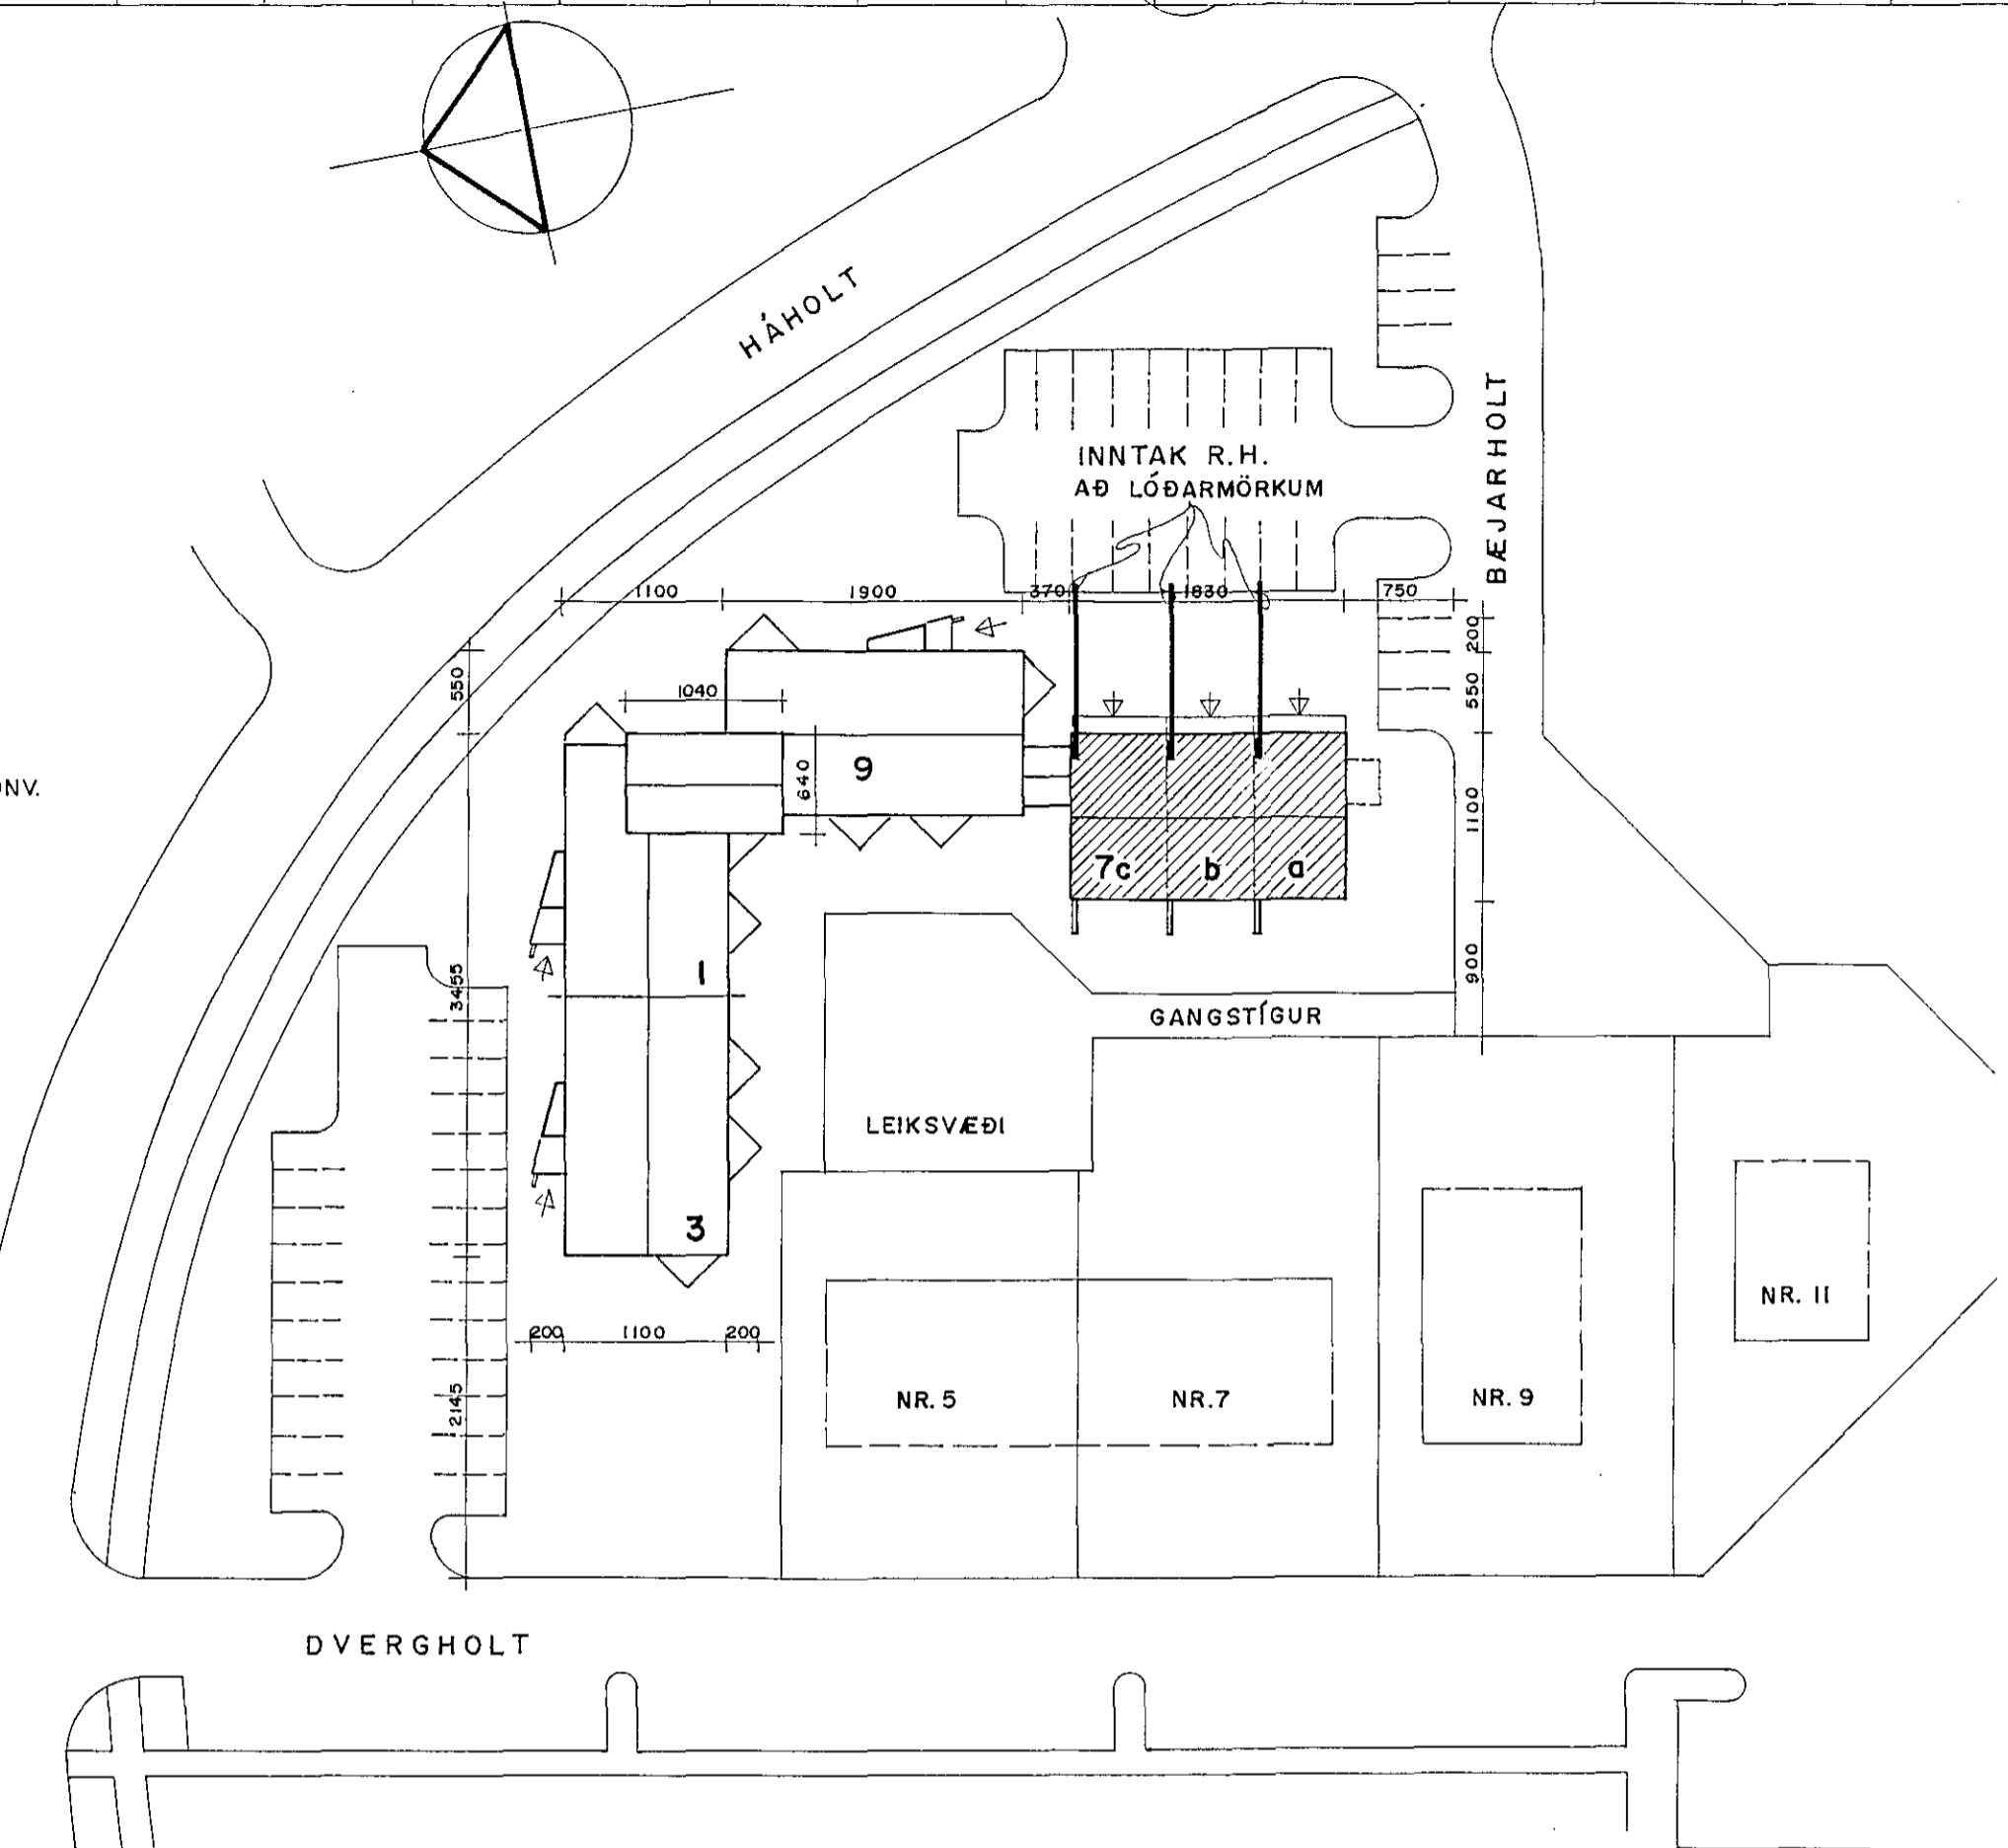 HÁHOLT
BÆJARHOLT
INNTAK R.H.
AÐ LÓÐARMÖRKUM
1100 1900 370 1830 750
200
550
550
1040
640
9
NV.
1100
7c b a
900
1
3455
GANGSTÍGUR
LEIKSVÆÐI
3
NR. 11
200 1100 200
NR. 5 NR. 7 NR. 9
2145
DVERGHOLT